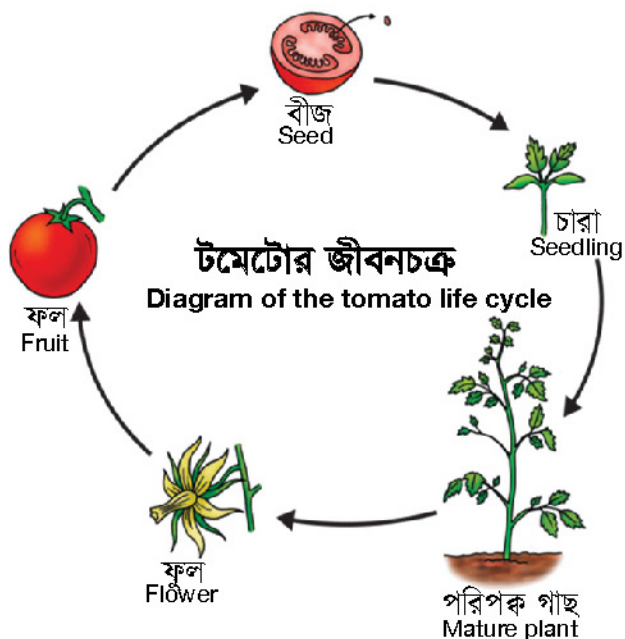 বীজ
Seed
চারা
Seedling
টমেটোর জীবনচক্র
Diagram of the tomato life cycle
ফল
Fruit
ফুল
Flower
পরিপক্ব গাছ
Mature plant